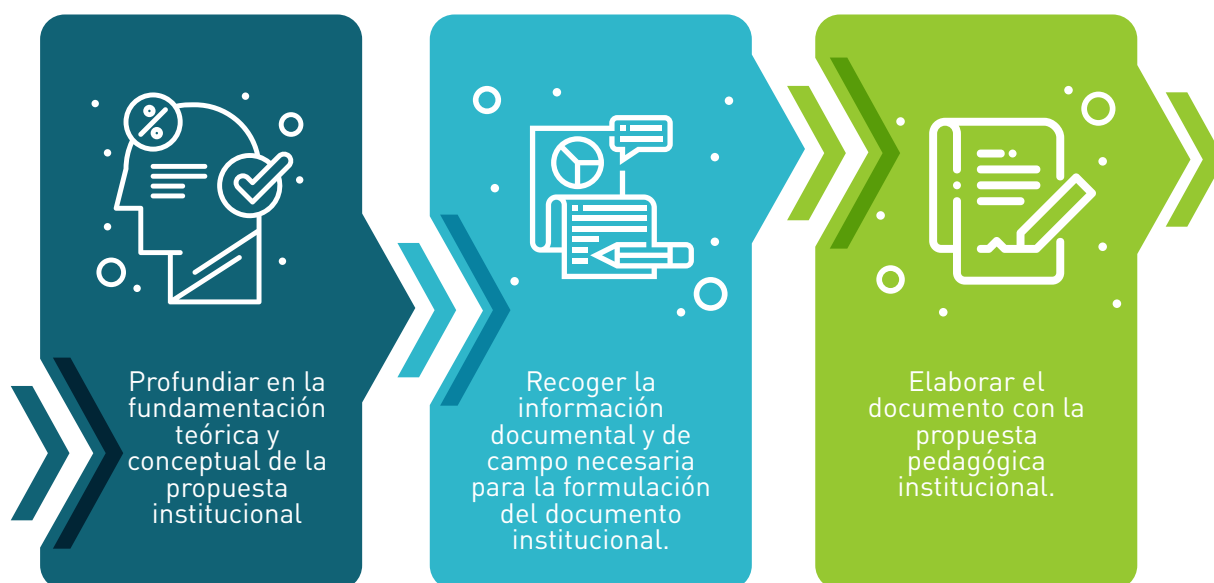 Profundiar en la
fundamentación
teórica y
conceptual de la
propuesta
institucional
Recoger la
información
documental y de
campo necesaria
para la formulación
del documento
institucional.
Elaborar el
documento con la
propuesta
pedagógica
institucional.